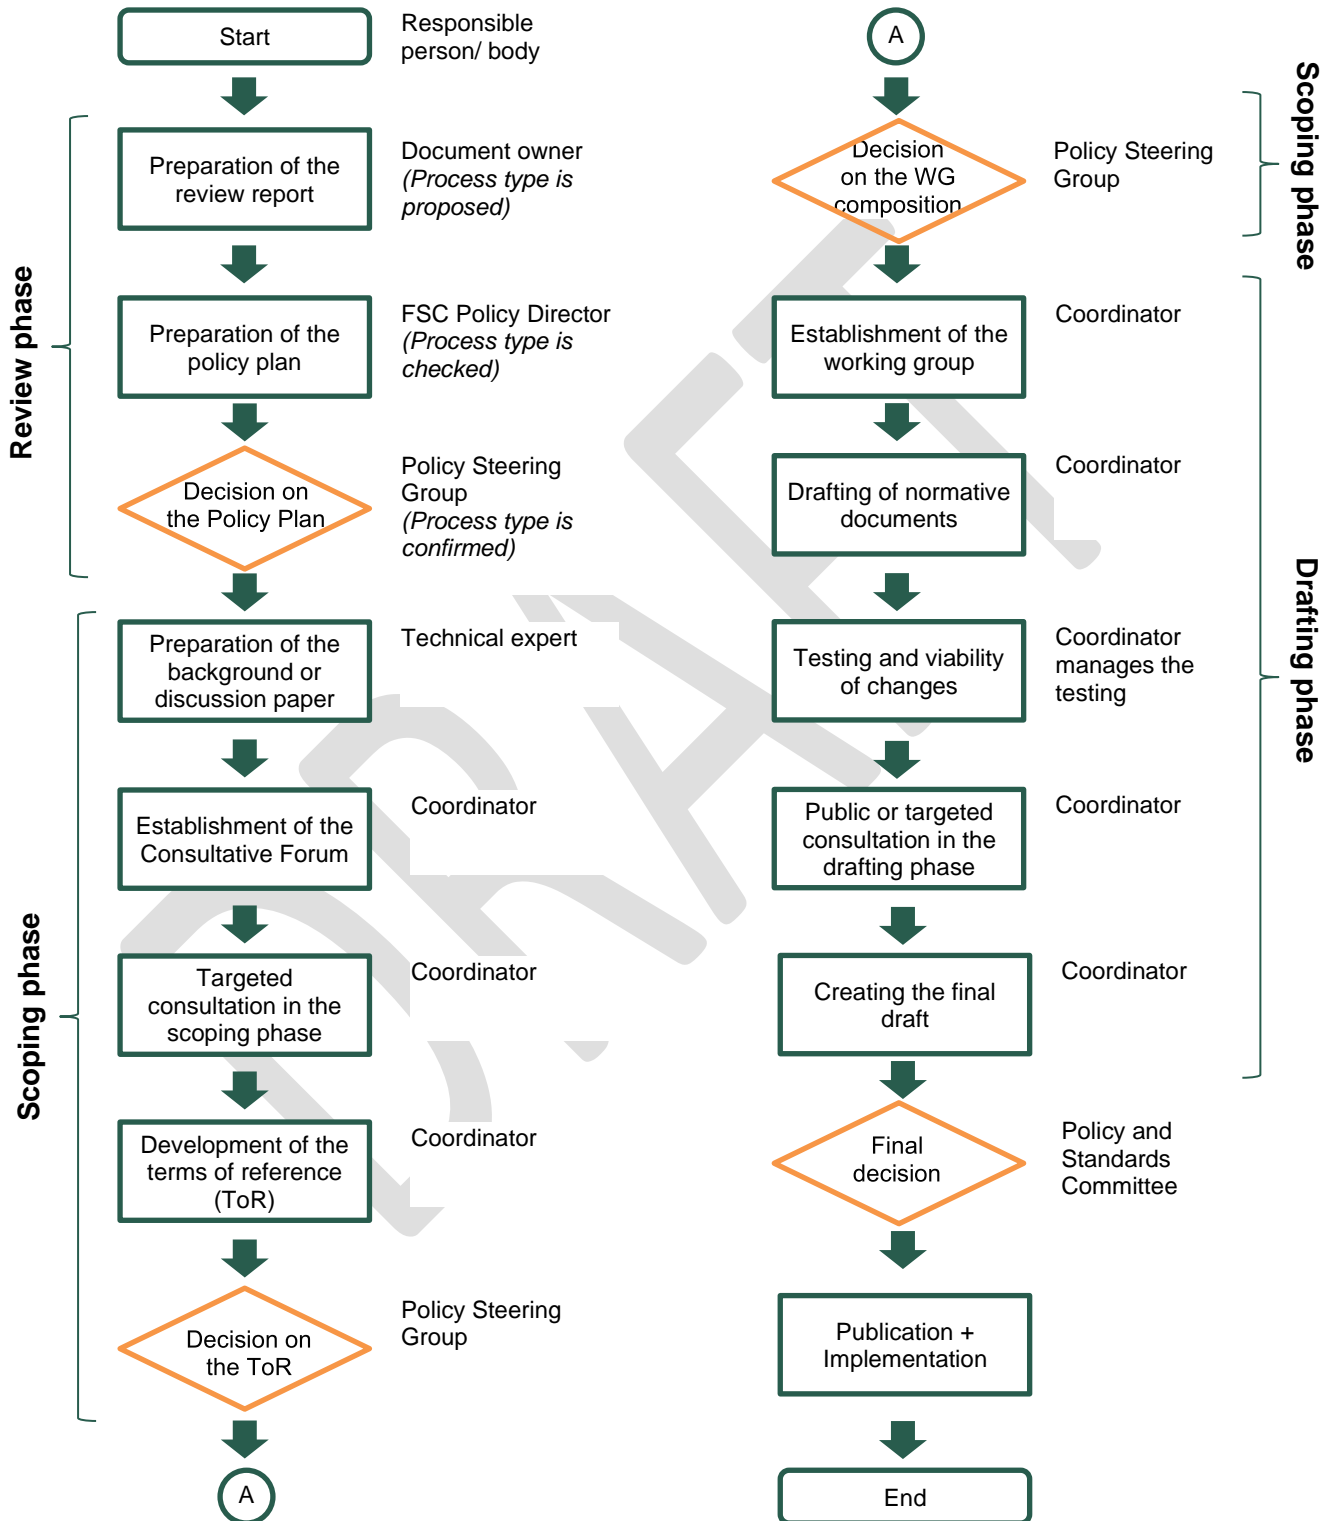 Start
Responsible
person/ body
Review phase
Preparation of the
review report
Document owner
(Process type is
proposed)
Preparation of the
policy plan
FSC Policy Director
(Process type is
checked)
Decision on
the Policy Plan
Policy Steering
Group
(Process type is
confirmed)
Scoping phase
Preparation of the
background or
discussion paper
Technical expert
Establishment of the
Consultative Forum
Coordinator
Targeted
consultation in the
scoping phase
Coordinator
Development of the
terms of reference
(ToR)
Coordinator
Decision on
the ToR
Policy Steering
Group
A
A
Decision
on the WG
composition
Policy Steering
Group
Scoping phase
Establishment of the
working group
Coordinator
Drafting of normative
documents
Coordinator
Testing and viability
of changes
Coordinator
manages the
testing
Public or targeted
consultation in the
drafting phase
Coordinator
Creating the final
draft
Coordinator
Drafting phase
Final
decision
Policy and
Standards
Committee
Publication +
Implementation
End
DRAFT